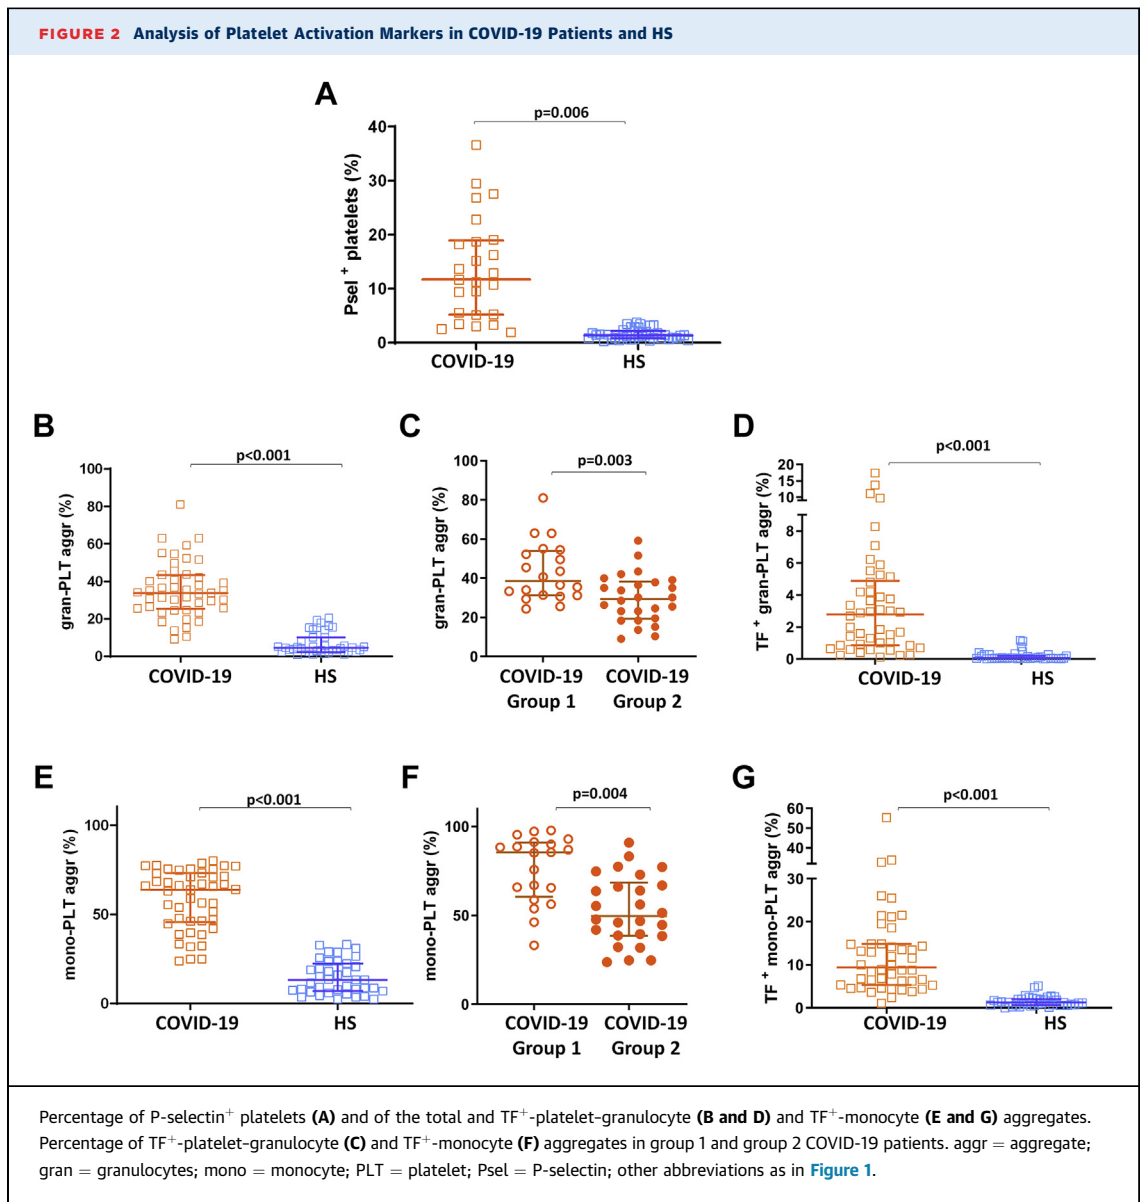 FIGURE 2 Analysis of Platelet Activation Markers in COVID-19 Patients and HS
A
p=0.006
Psel + platelets (%)
40
30
20
10
0
COVID-19 HS
B
p<0.001
gran-PLT aggr (%)
100
80
60
40
20
0
COVID-19 HS
C
p=0.003
gran-PLT aggr (%)
100
80
60
40
20
0
COVID-19 COVID-19
Group 1 Group 2
D
p<0.001
TF + gran-PLT aggr (%)
20
15
10
8
6
4
2
0
COVID-19 HS
E
p<0.001
mono-PLT aggr (%)
100
50
0
COVID-19 HS
F
p=0.004
mono-PLT aggr (%)
100
50
0
COVID-19 COVID-19
Group 1 Group 2
G
p<0.001
TF + mono-PLT aggr (%)
60
50
40
30
20
10
0
COVID-19 HS
Percentage of P-selectin+ platelets (A) and of the total and TF+-platelet-granulocyte (B and D) and TF+-monocyte (E and G) aggregates.
Percentage of TF+-platelet-granulocyte (C) and TF+-monocyte (F) aggregates in group 1 and group 2 COVID-19 patients. aggr = aggregate;
gran = granulocytes; mono = monocyte; PLT = platelet; Psel = P-selectin; other abbreviations as in Figure 1.